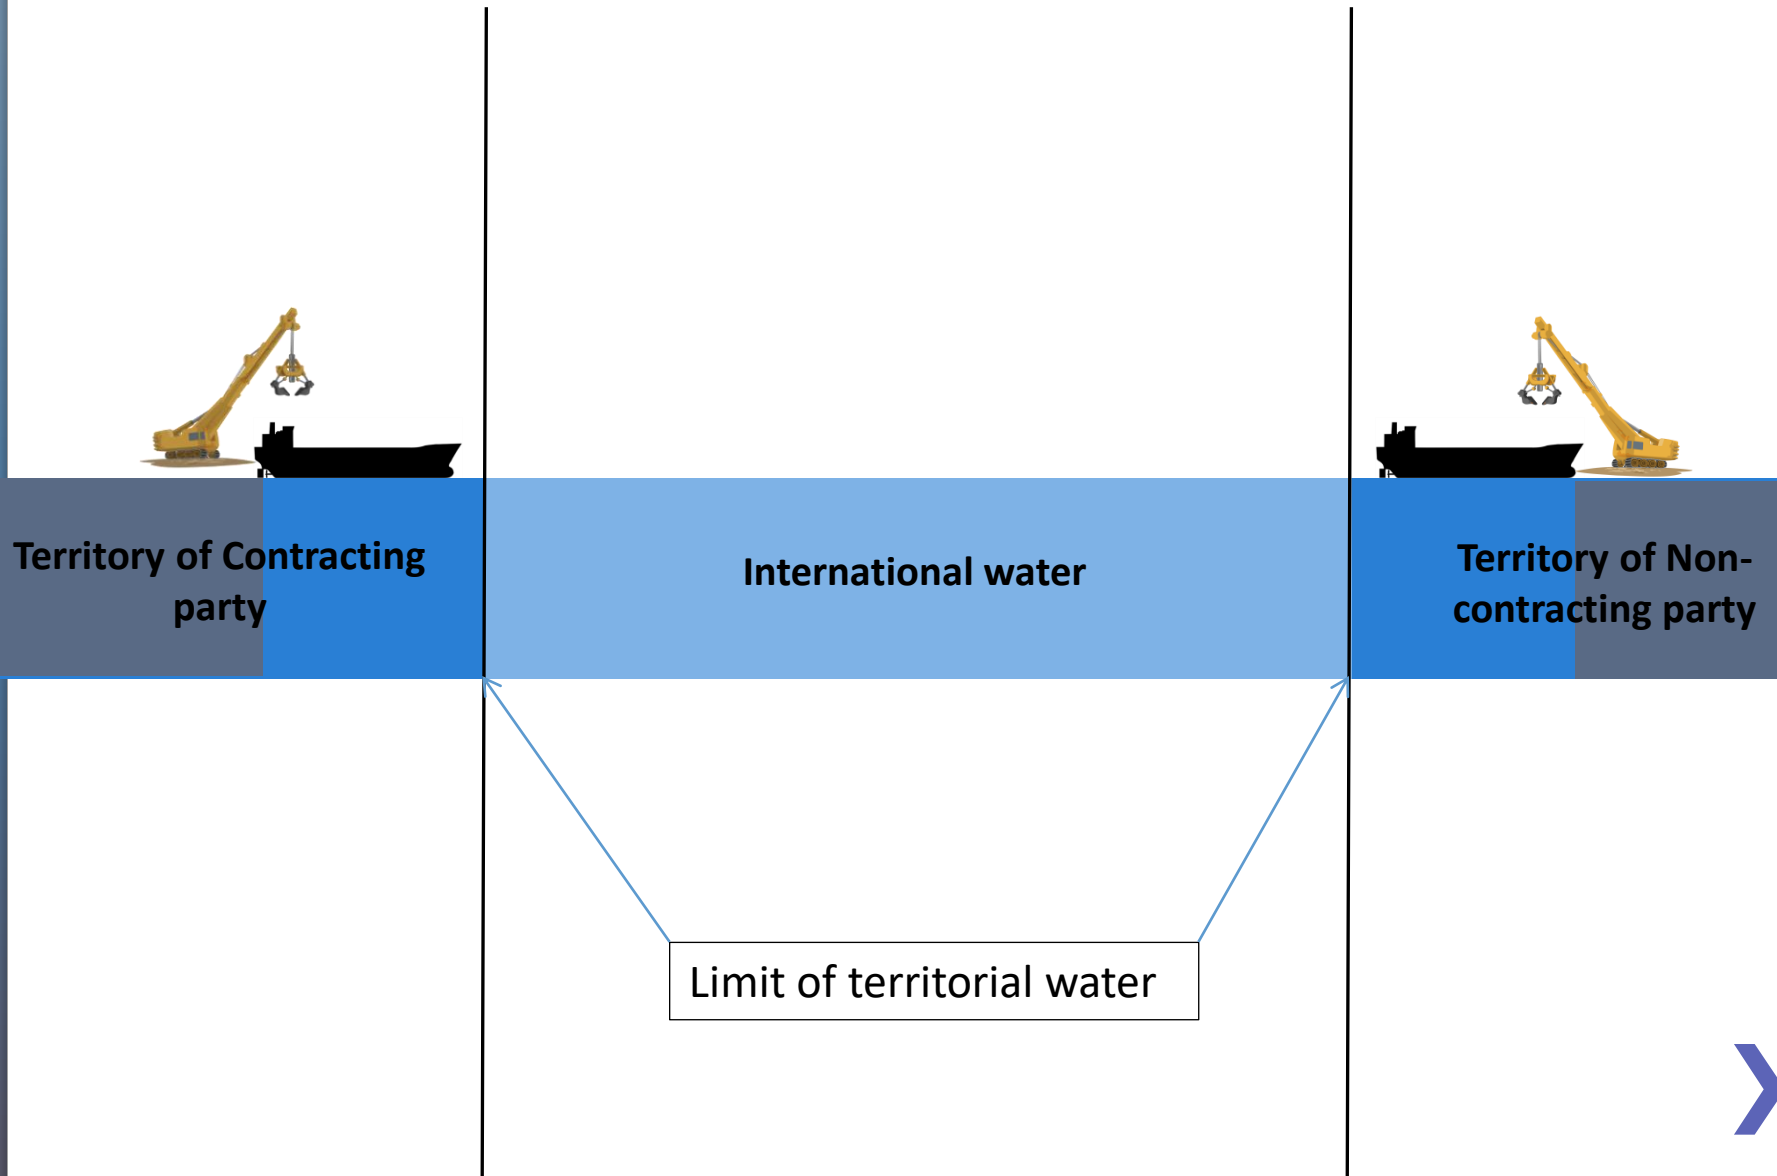 Territory of Contracting
party
International water
Territory of Non-
contracting party
Limit of territorial water